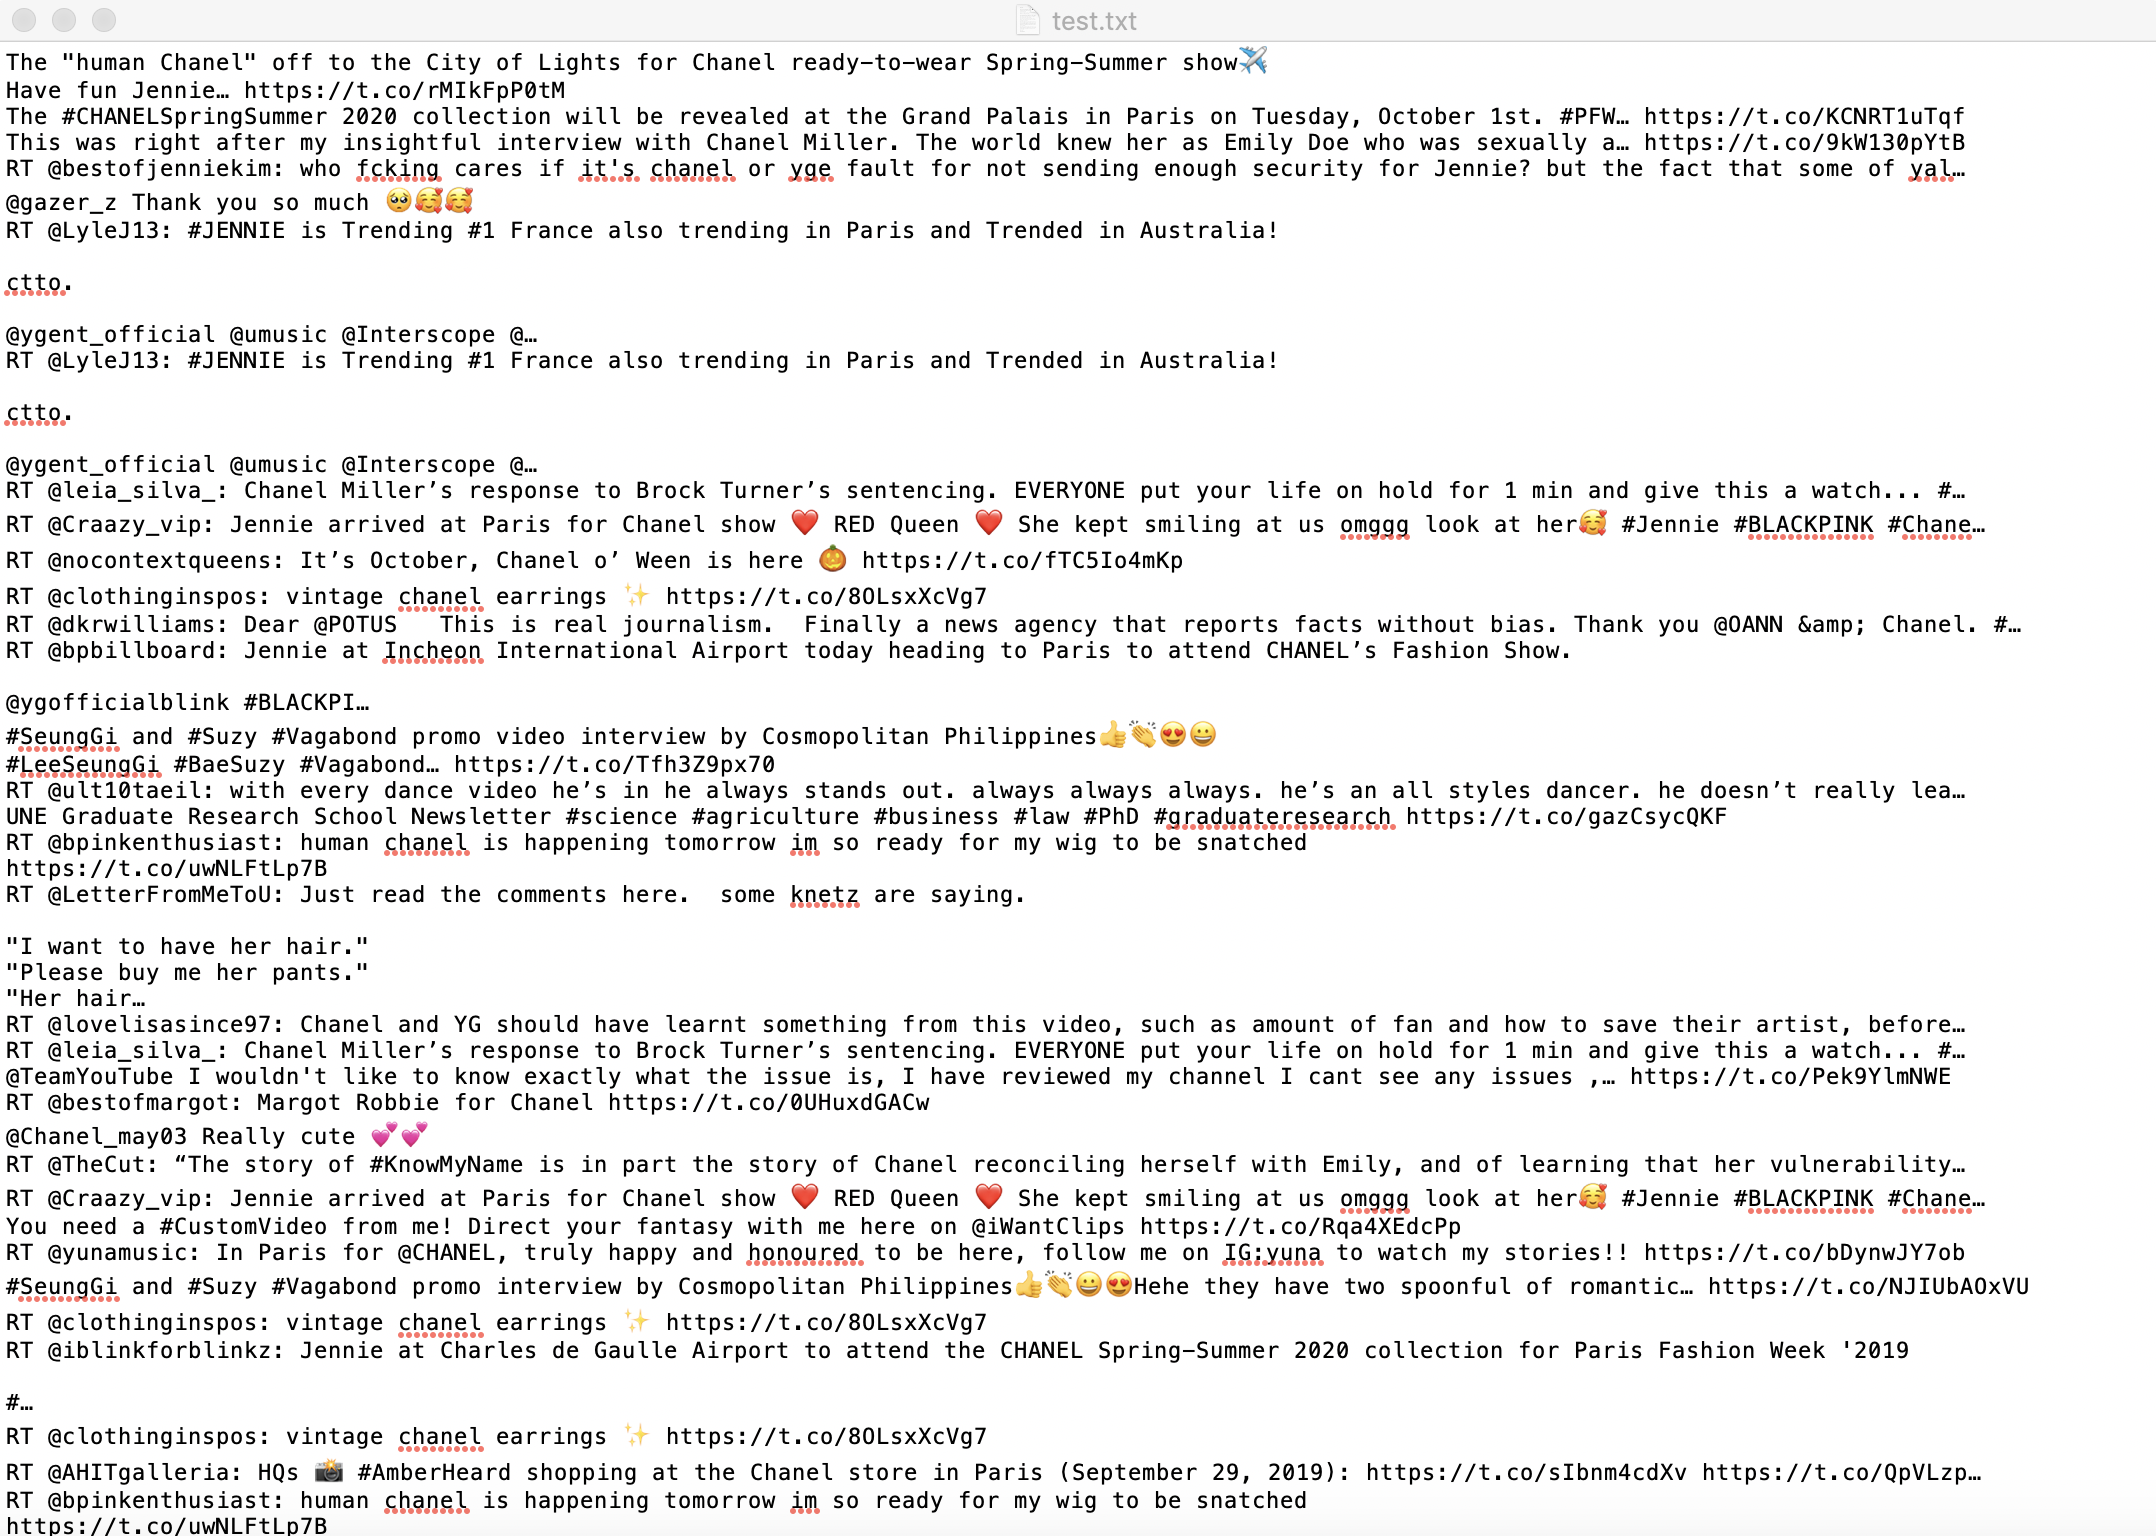 test.txt
The "human Chanel" off to the City of Lights for Chanel ready-to-wear Spring-Summer show✈️
Have fun Jennie… https://t.co/rMIkFpP0tM
The #CHANELSpringSummer 2020 collection will be revealed at the Grand Palais in Paris on Tuesday, October 1st. #PFW… https://t.co/KCNRT1uTqf
This was right after my insightful interview with Chanel Miller. The world knew her as Emily Doe who was sexually a… https://t.co/9kW130pYtB
RT @bestofjenniekim: who fcking cares if it's chanel or yge fault for not sending enough security for Jennie? but the fact that some of yal…
@gazer_z Thank you so much 🥺🥰🥰
RT @LyleJ13: #JENNIE is Trending #1 France also trending in Paris and Trended in Australia!
ctto.
@ygent_official @umusic @Interscope @…
RT @LyleJ13: #JENNIE is Trending #1 France also trending in Paris and Trended in Australia!
ctto.
@ygent_official @umusic @Interscope @…
RT @leia_silva_: Chanel Miller’s response to Brock Turner’s sentencing. EVERYONE put your life on hold for 1 min and give this a watch... #…
RT @Craazy_vip: Jennie arrived at Paris for Chanel show ❤️ RED Queen ❤️ She kept smiling at us omggg look at her🥰 #Jennie #BLACKPINK #Chane…
RT @nocontextqueens: It’s October, Chanel o’ Ween is here 🎃 https://t.co/fTC5Io4mKp
RT @clothinginspos: vintage chanel earrings ✨ https://t.co/8OLsxXcVg7
RT @dkrwilliams: Dear @POTUS   This is real journalism.  Finally a news agency that reports facts without bias. Thank you @OANN &amp; Chanel. #…
RT @bpbillboard: Jennie at Incheon International Airport today heading to Paris to attend CHANEL’s Fashion Show.
@ygofficialblink #BLACKPI…
#SeungGi and #Suzy #Vagabond promo video interview by Cosmopolitan Philippines👍👏😍😀
#LeeSeungGi #BaeSuzy #Vagabond… https://t.co/Tfh3Z9px70
RT @ult10taeil: with every dance video he’s in he always stands out. always always always. he’s an all styles dancer. he doesn’t really lea…
UNE Graduate Research School Newsletter #science #agriculture #business #law #PhD #graduateresearch https://t.co/gazCsycQKF
RT @bpinkenthusiast: human chanel is happening tomorrow im so ready for my wig to be snatched
https://t.co/uwNLFtLp7B
RT @LetterFromMeToU: Just read the comments here.  some knetz are saying.
"I want to have her hair."
"Please buy me her pants."
"Her hair…
RT @lovelisasince97: Chanel and YG should have learnt something from this video, such as amount of fan and how to save their artist, before…
RT @leia_silva_: Chanel Miller’s response to Brock Turner’s sentencing. EVERYONE put your life on hold for 1 min and give this a watch... #…
@TeamYouTube I wouldn't like to know exactly what the issue is, I have reviewed my channel I cant see any issues ,… https://t.co/Pek9YlmNWE
RT @bestofmargot: Margot Robbie for Chanel https://t.co/0UHuxdGACw
@Chanel_may03 Really cute 💕💕
RT @TheCut: “The story of #KnowMyName is in part the story of Chanel reconciling herself with Emily, and of learning that her vulnerability…
RT @Craazy_vip: Jennie arrived at Paris for Chanel show ❤️ RED Queen ❤️ She kept smiling at us omggg look at her🥰 #Jennie #BLACKPINK #Chane…
You need a #CustomVideo from me! Direct your fantasy with me here on @iWantClips https://t.co/Rqa4XEdcPp
RT @yunamusic: In Paris for @CHANEL, truly happy and honoured to be here, follow me on IG:yuna to watch my stories!! https://t.co/bDynwJY7ob
#SeungGi and #Suzy #Vagabond promo interview by Cosmopolitan Philippines👍👏😀😍Hehe they have two spoonful of romantic… https://t.co/NJIUbAOxVU
RT @clothinginspos: vintage chanel earrings ✨ https://t.co/8OLsxXcVg7
RT @iblinkforblinkz: Jennie at Charles de Gaulle Airport to attend the CHANEL Spring-Summer 2020 collection for Paris Fashion Week '2019
#…
RT @clothinginspos: vintage chanel earrings ✨ https://t.co/8OLsxXcVg7
RT @AHITgalleria: HQs 📸 #AmberHeard shopping at the Chanel store in Paris (September 29, 2019): https://t.co/sIbnm4cdXv https://t.co/QpVLzp…
RT @bpinkenthusiast: human chanel is happening tomorrow im so ready for my wig to be snatched
https://t.co/uwNLFtLp7B